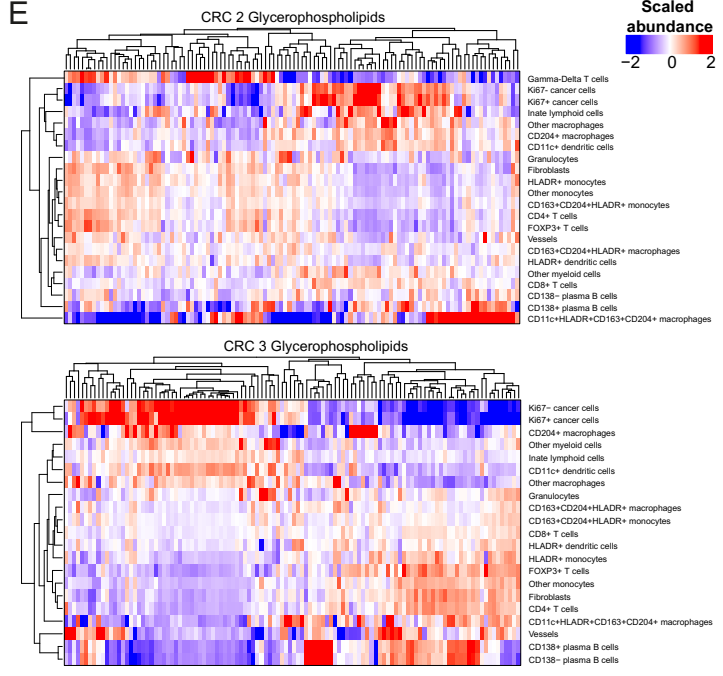 E
CRC 2 Glycerophospholipids
Scaled
abundance
−2 0 2
Gamma-Delta T cells
Ki67- cancer cells
Ki67+ cancer cells
Inate lymphoid cells
Other macrophages
CD204+ macrophages
CD11c+ dendritic cells
Granulocytes
Fibroblasts
HLADR+ monocytes
Other monocytes
CD163+CD204+HLADR+ monocytes
CD4+ T cells
FOXP3+ T cells
Vessels
CD163+CD204+HLADR+ macrophages
HLADR+ dendritic cells
Other myeloid cells
CD8+ T cells
CD138− plasma B cells
CD138+ plasma B cells
CD11c+HLADR+CD163+CD204+ macrophages
CRC 3 Glycerophospholipids
Ki67− cancer cells
Ki67+ cancer cells
CD204+ macrophages
Other myeloid cells
Inate lymphoid cells
CD11c+ dendritic cells
Other macrophages
Granulocytes
CD163+CD204+HLADR+ macrophages
CD163+CD204+HLADR+ monocytes
CD8+ T cells
HLADR+ dendritic cells
HLADR+ monocytes
FOXP3+ T cells
Other monocytes
Fibroblasts
CD4+ T cells
CD11c+HLADR+CD163+CD204+ macrophages
Vessels
CD138+ plasma B cells
CD138− plasma B cells